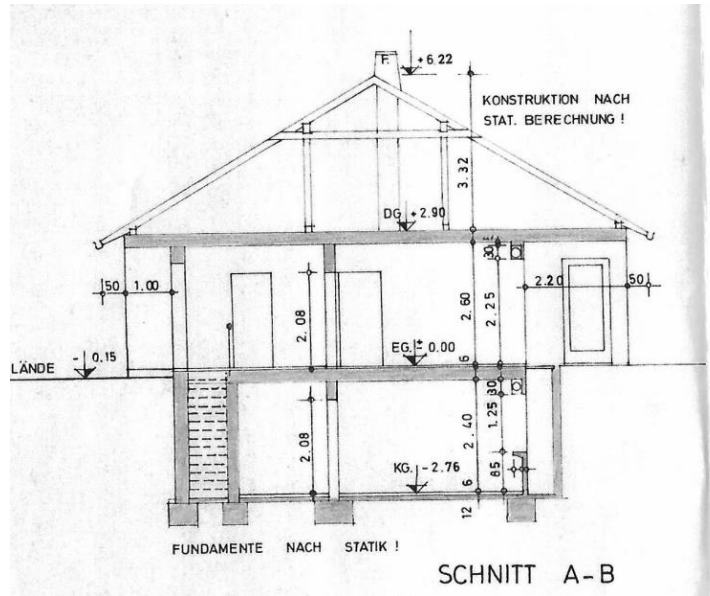 F.
+6.22
KONSTRUKTION NACH
STAT. BERECHNUNG !
3.32
DG. +2.90
30
50
1.00
2.08
2.60
2.25
2.20
50
LÄNDE
- 0.15
EG. ± 0.00
6
30
2.08
2.40
1.25
KG. -2.76
85
6
12
FUNDAMENTE NACH STATIK !
SCHNITT A-B